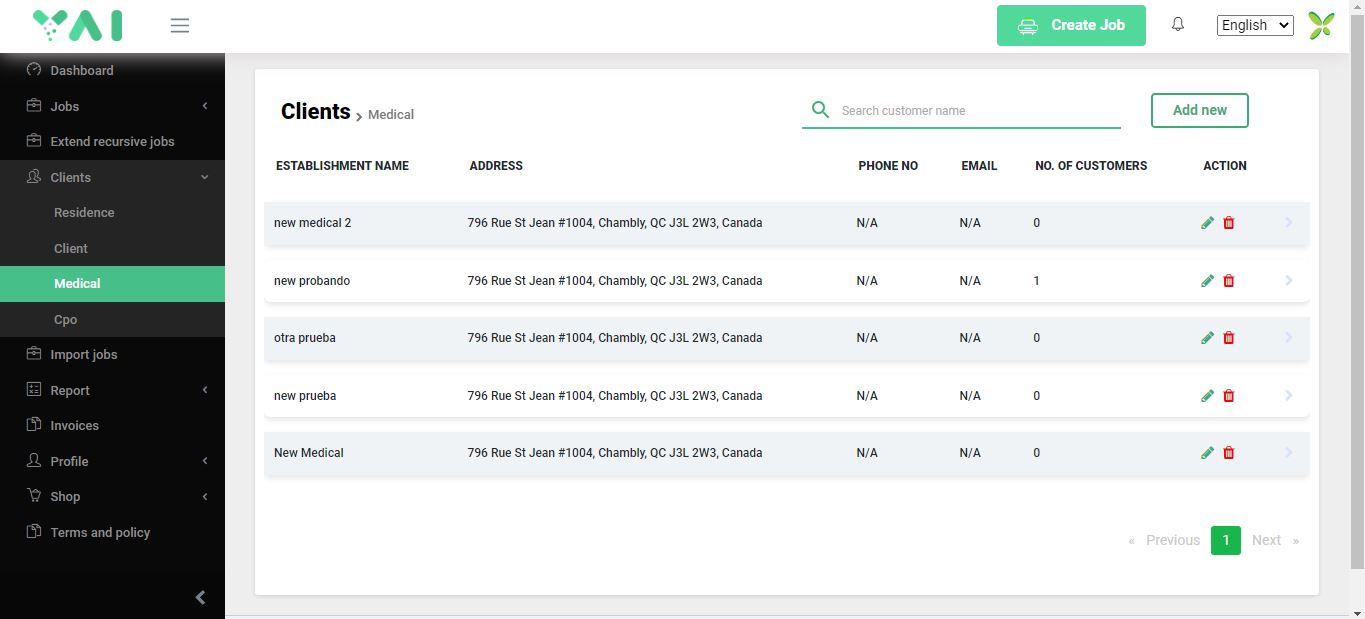 YAI
Create Job
English
Dashboard
Jobs
Extend recursive jobs
Clients
Residence
Client
Medical
Cpo
Import jobs
Report
Invoices
Profile
Shop
Terms and policy
Clients > Medical
Search customer name
Add new
ESTABLISHMENT NAME ADDRESS PHONE NO EMAIL NO. OF CUSTOMERS ACTION
new medical 2 796 Rue St Jean #1004, Chambly, QC J3L 2W3, Canada N/A N/A 0
new probando 796 Rue St Jean #1004, Chambly, QC J3L 2W3, Canada N/A N/A 1
otra prueba 796 Rue St Jean #1004, Chambly, QC J3L 2W3, Canada N/A N/A 0
new prueba 796 Rue St Jean #1004, Chambly, QC J3L 2W3, Canada N/A N/A 0
New Medical 796 Rue St Jean #1004, Chambly, QC J3L 2W3, Canada N/A N/A 0
« Previous 1 Next »